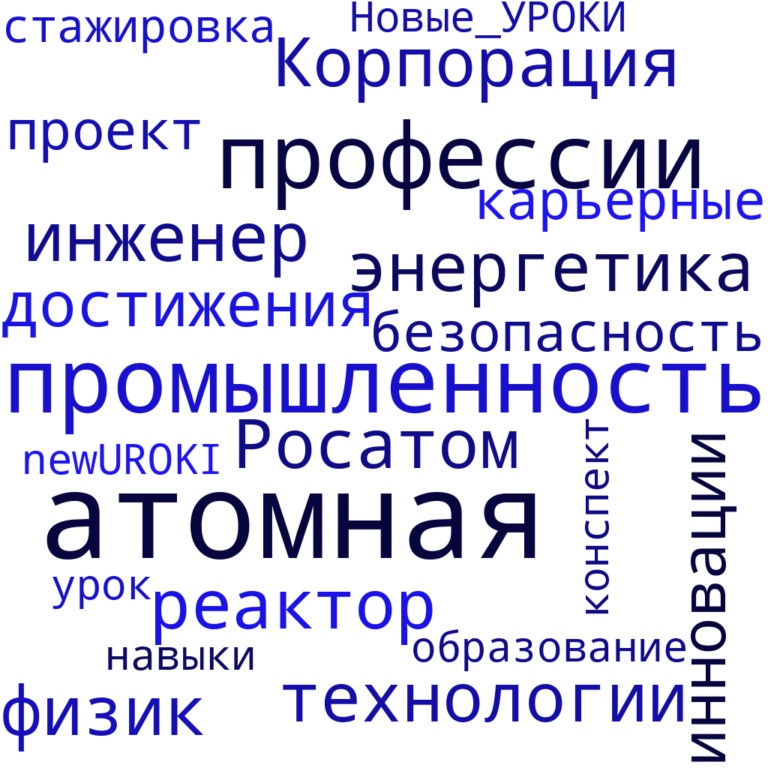 стажировка
Новые_УРОКИ
Корпорация
проект
профессии
карьерные
инженер
энергетика
достижения
безопасность
промышленность
newUROKI
Росатом
конспект
инновации
атомная
урок
реактор
навыки
образование
физик
технологии